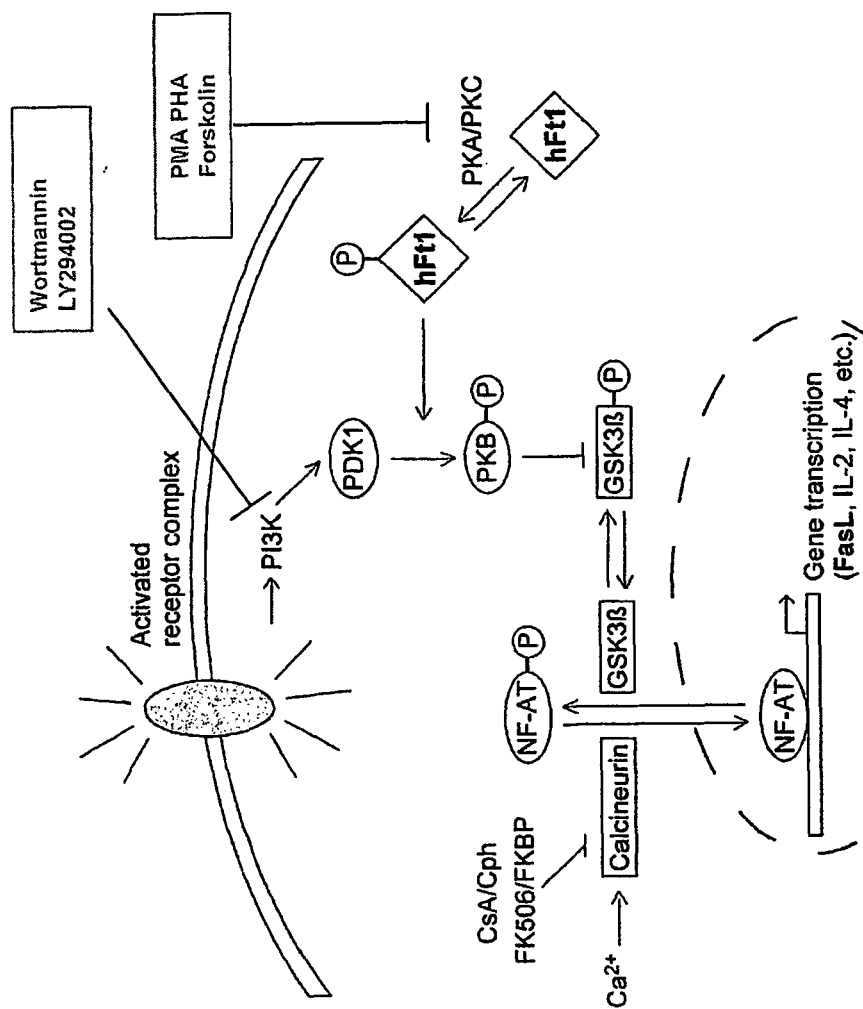 Wortmannin
LY294002
PMA PHA
Forskolin
Activated
receptor complex
PI3K
PDK1
PKB
P
P
hFt1
PKA/PKC
hFt1
CsA/Cph
FK506/FKBP
Ca²⁺
Calcineurin
NF-AT
P
GSK3ß
GSK3ß
P
NF-AT
Gene transcription
(FasL, IL-2, IL-4, etc.)